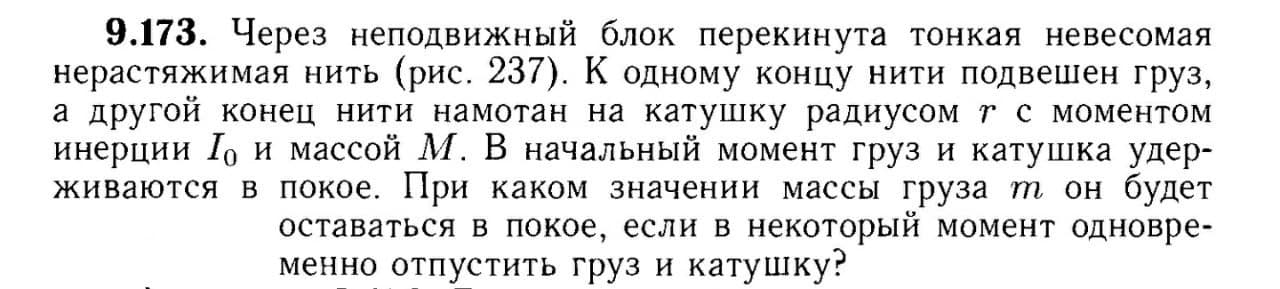 9.173. Через неподвижный блок перекинута тонкая невесомая
нерастяжимая нить (рис. 237). К одному концу нити подвешен груз,
а другой конец нити намотан на катушку радиусом r с моментом
инерции I₀ и массой M. В начальный момент груз и катушка удер-
живаются в покое. При каком значении массы груза m он будет
оставаться в покое, если в некоторый момент одновре-
менно отпустить груз и катушку?